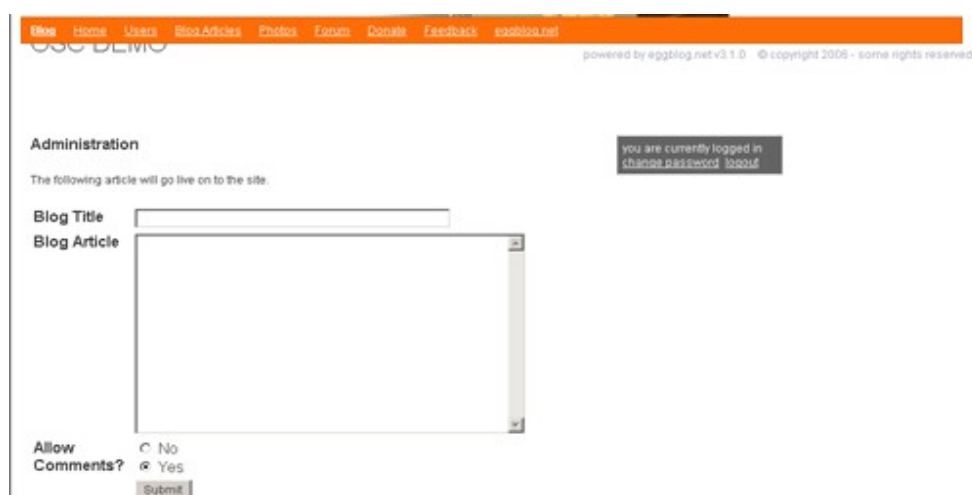 Blog Home Users Blog Articles Photos Forum Donate Feedback eggblog.net
OSC DEMO
powered by eggblog.net v3.1.0 © copyright 2006 - some rights reserved
Administration
you are currently logged in
change password logout
The following article will go live on to the site.
Blog Title
Blog Article
Allow Comments?
No
Yes
Submit